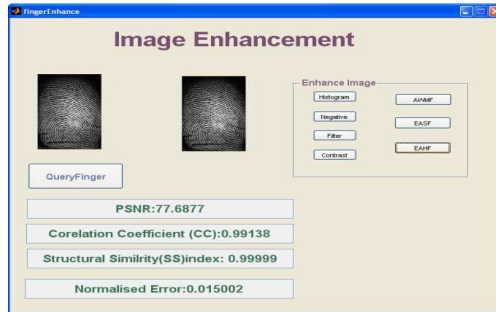 fingerEnhance
Image Enhancement
Enhance Image
Histogram
AWMF
Negative
EASF
Filter
EAHF
Contrast
QueryFinger
PSNR:77.6877
Corelation Coefficient (CC):0.99138
Structural Similrity(SS)index: 0.99999
Normalised Error:0.015002